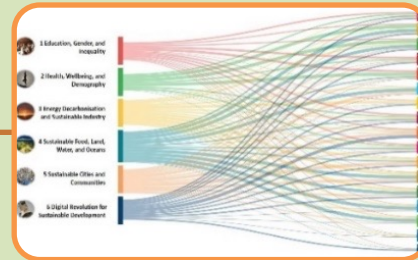 1 Education, Gender, and
Inequality
2 Health, Wellbeing, and
Demography
3 Energy Decarbonisation
and Sustainable Industry
4 Sustainable Food, Land,
Water, and Oceans
5 Sustainable Cities and
Communities
6 Digital Revolution for
Sustainable Development